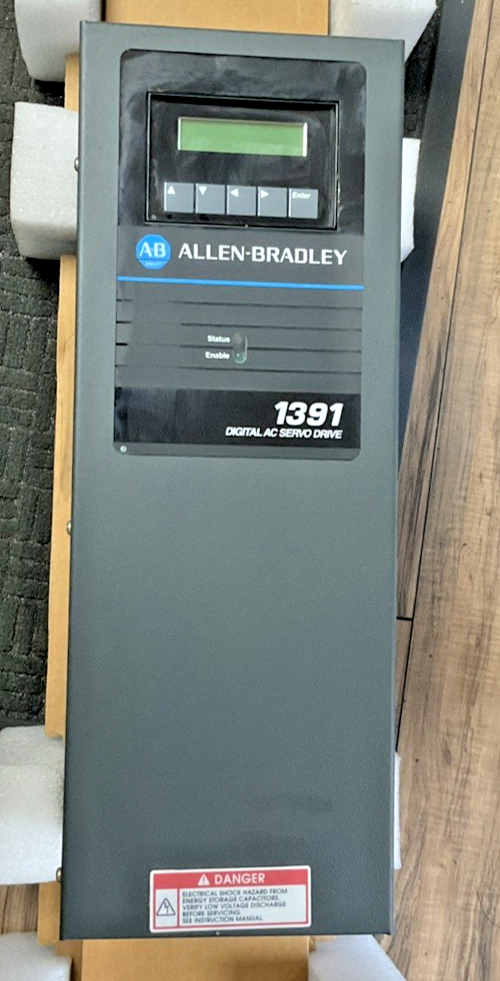 Enter
AB ALLEN-BRADLEY
Status
Enable
1391
DIGITAL AC SERVO DRIVE
DANGER
ELECTRICAL SHOCK HAZARD FROM
ENERGY STORAGE CAPACITORS
VERIFY LOW VOLTAGE DISCHARGE
BEFORE SERVICING.
SEE INSTRUCTION MANUAL